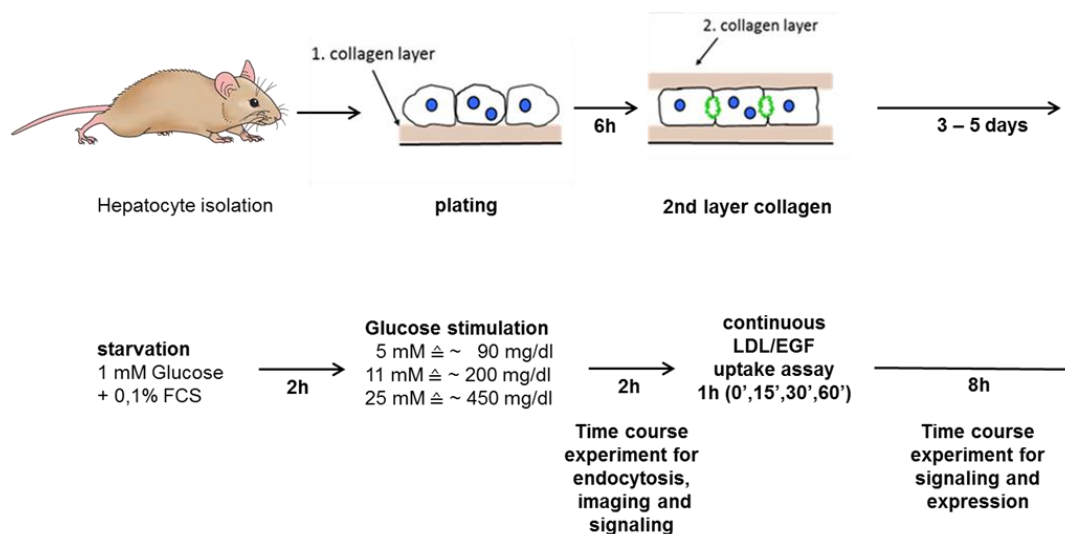 1. collagen layer
2. collagen layer
6h
3 – 5 days
Hepatocyte isolation
plating
2nd layer collagen
starvation
1 mM Glucose
+ 0,1% FCS
2h
Glucose stimulation
5 mM ≙ ~ 90 mg/dl
11 mM ≙ ~ 200 mg/dl
25 mM ≙ ~ 450 mg/dl
2h
Time course
experiment for
endocytosis,
imaging and
signaling
continuous
LDL/EGF
uptake assay
1h (0',15',30',60')
8h
Time course
experiment for
signaling and
expression